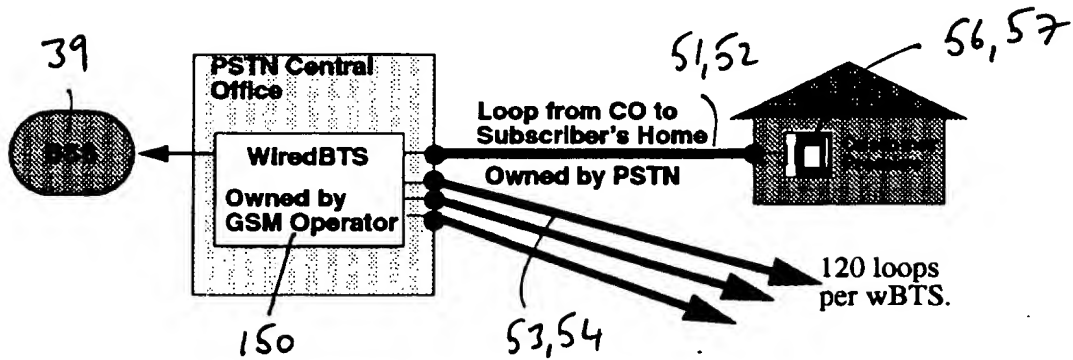 39
PSTN Central
Office
WiredBTS
Owned by
GSM Operator
150
51,52
Loop from CO to
Subscriber's Home
Owned by PSTN
53,54
56,57
120 loops
per wBTS.